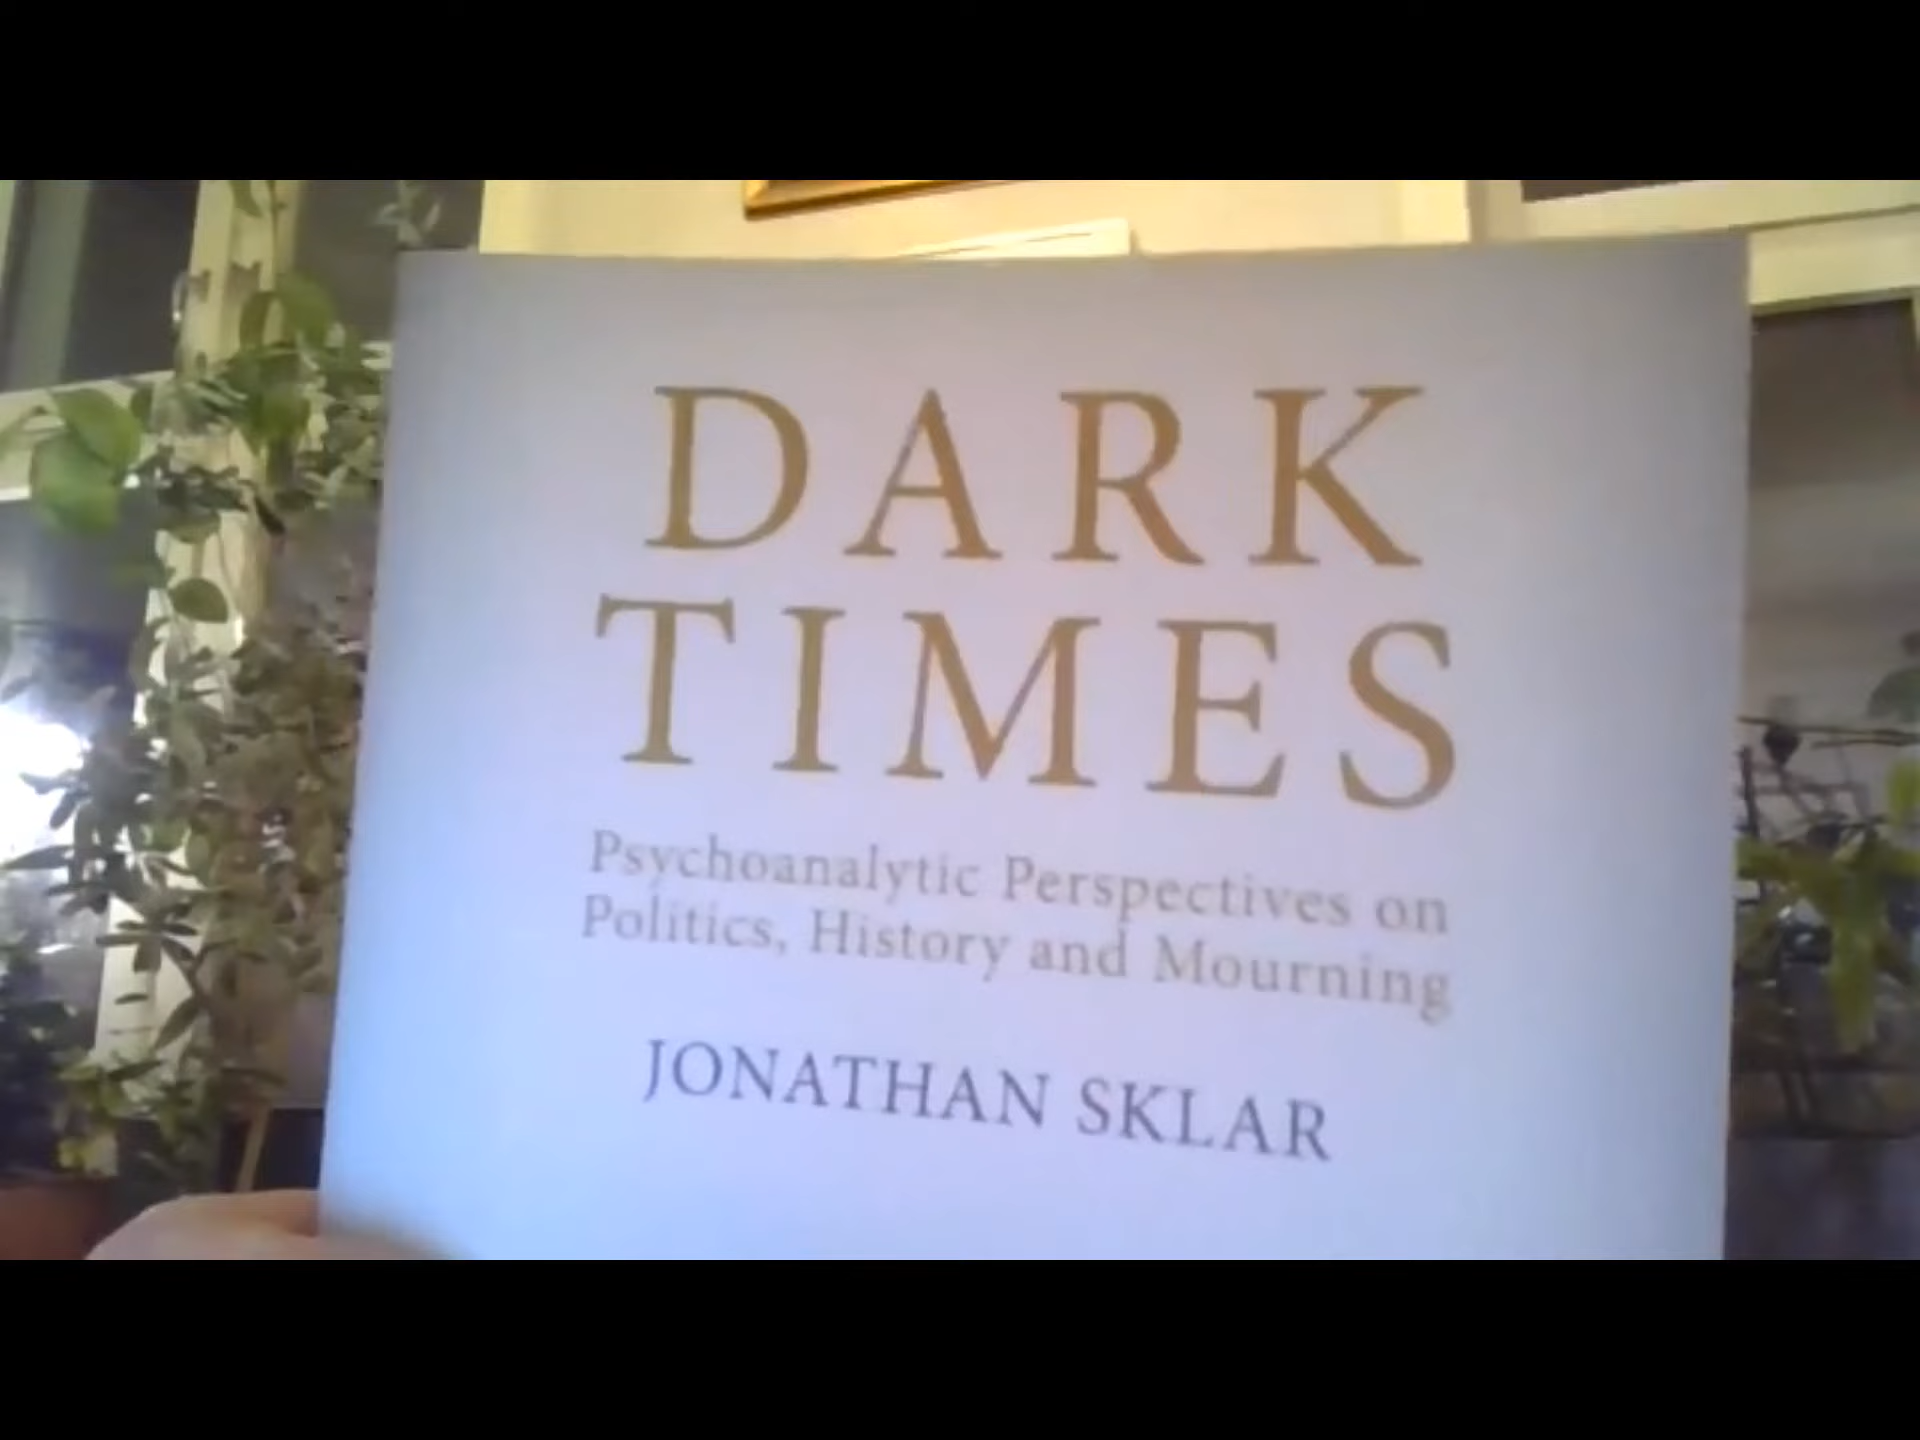 DARK
TIMES
Psychoanalytic Perspectives on
Politics, History and Mourning
JONATHAN SKLAR